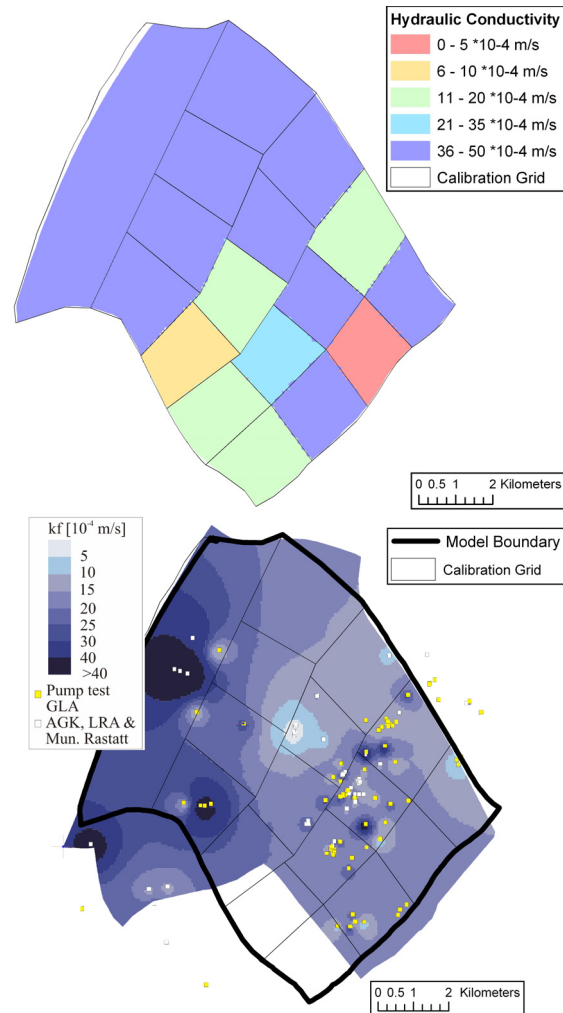 Hydraulic Conductivity
0 - 5 *10-4 m/s
6 - 10 *10-4 m/s
11 - 20 *10-4 m/s
21 - 35 *10-4 m/s
36 - 50 *10-4 m/s
Calibration Grid
0 0.5 1 2 Kilometers
kf [10⁻⁴ m/s]
5
10
15
20
25
30
40
>40
Pump test
GLA
AGK, LRA &
Mun. Rastatt
Model Boundary
Calibration Grid
0 0.5 1 2 Kilometers